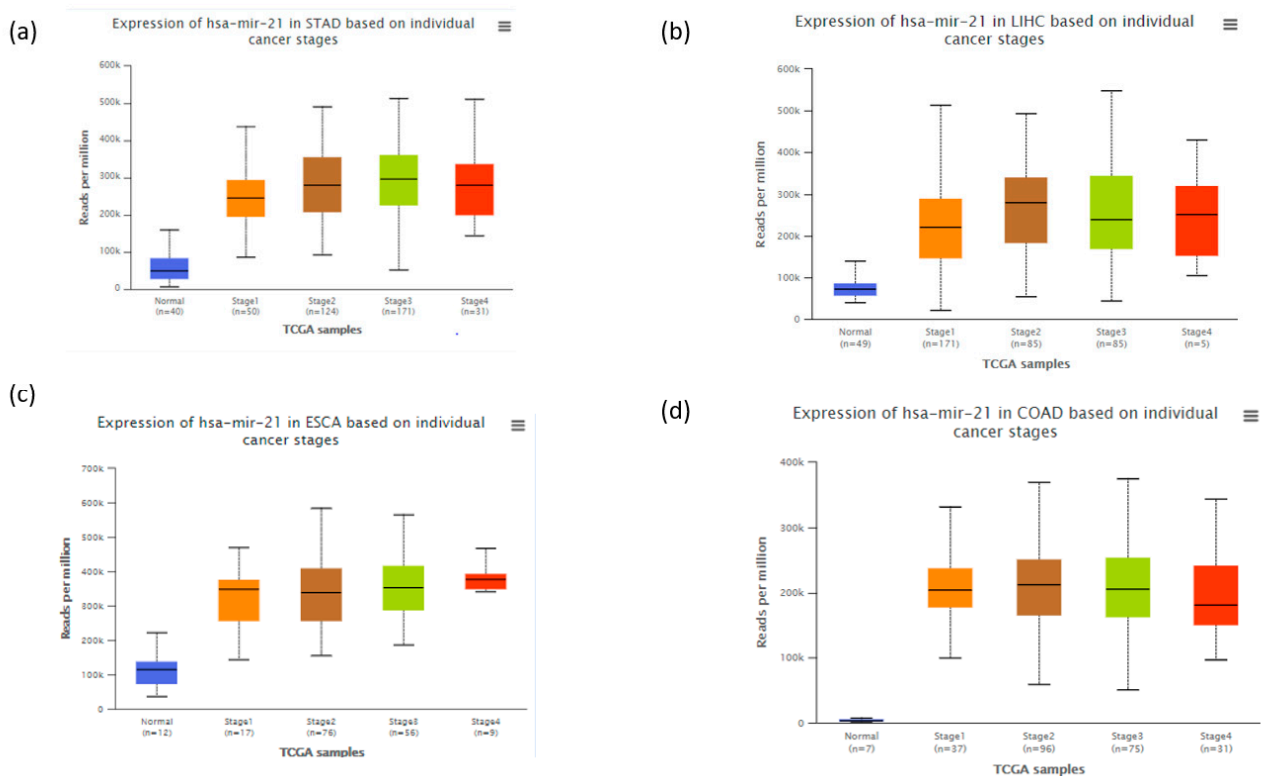 (a)
Expression of hsa-mir-21 in STAD based on individual
cancer stages
Reads per million
600k
500k
400k
300k
200k
100k
0
Normal
(n=40)
Stage1
(n=50)
Stage2
(n=124)
Stage3
(n=171)
Stage4
(n=31)
TCGA samples
(b)
Expression of hsa-mir-21 in LIHC based on individual
cancer stages
Reads per million
600k
500k
400k
300k
200k
100k
0
Normal
(n=49)
Stage1
(n=171)
Stage2
(n=85)
Stage3
(n=85)
Stage4
(n=5)
TCGA samples
(c)
Expression of hsa-mir-21 in ESCA based on individual
cancer stages
Reads per million
700k
600k
500k
400k
300k
200k
100k
0
Normal
(n=12)
Stage1
(n=17)
Stage2
(n=76)
Stage3
(n=56)
Stage4
(n=9)
TCGA samples
(d)
Expression of hsa-mir-21 in COAD based on individual
cancer stages
Reads per million
400k
300k
200k
100k
0
Normal
(n=7)
Stage1
(n=37)
Stage2
(n=96)
Stage3
(n=75)
Stage4
(n=31)
TCGA samples